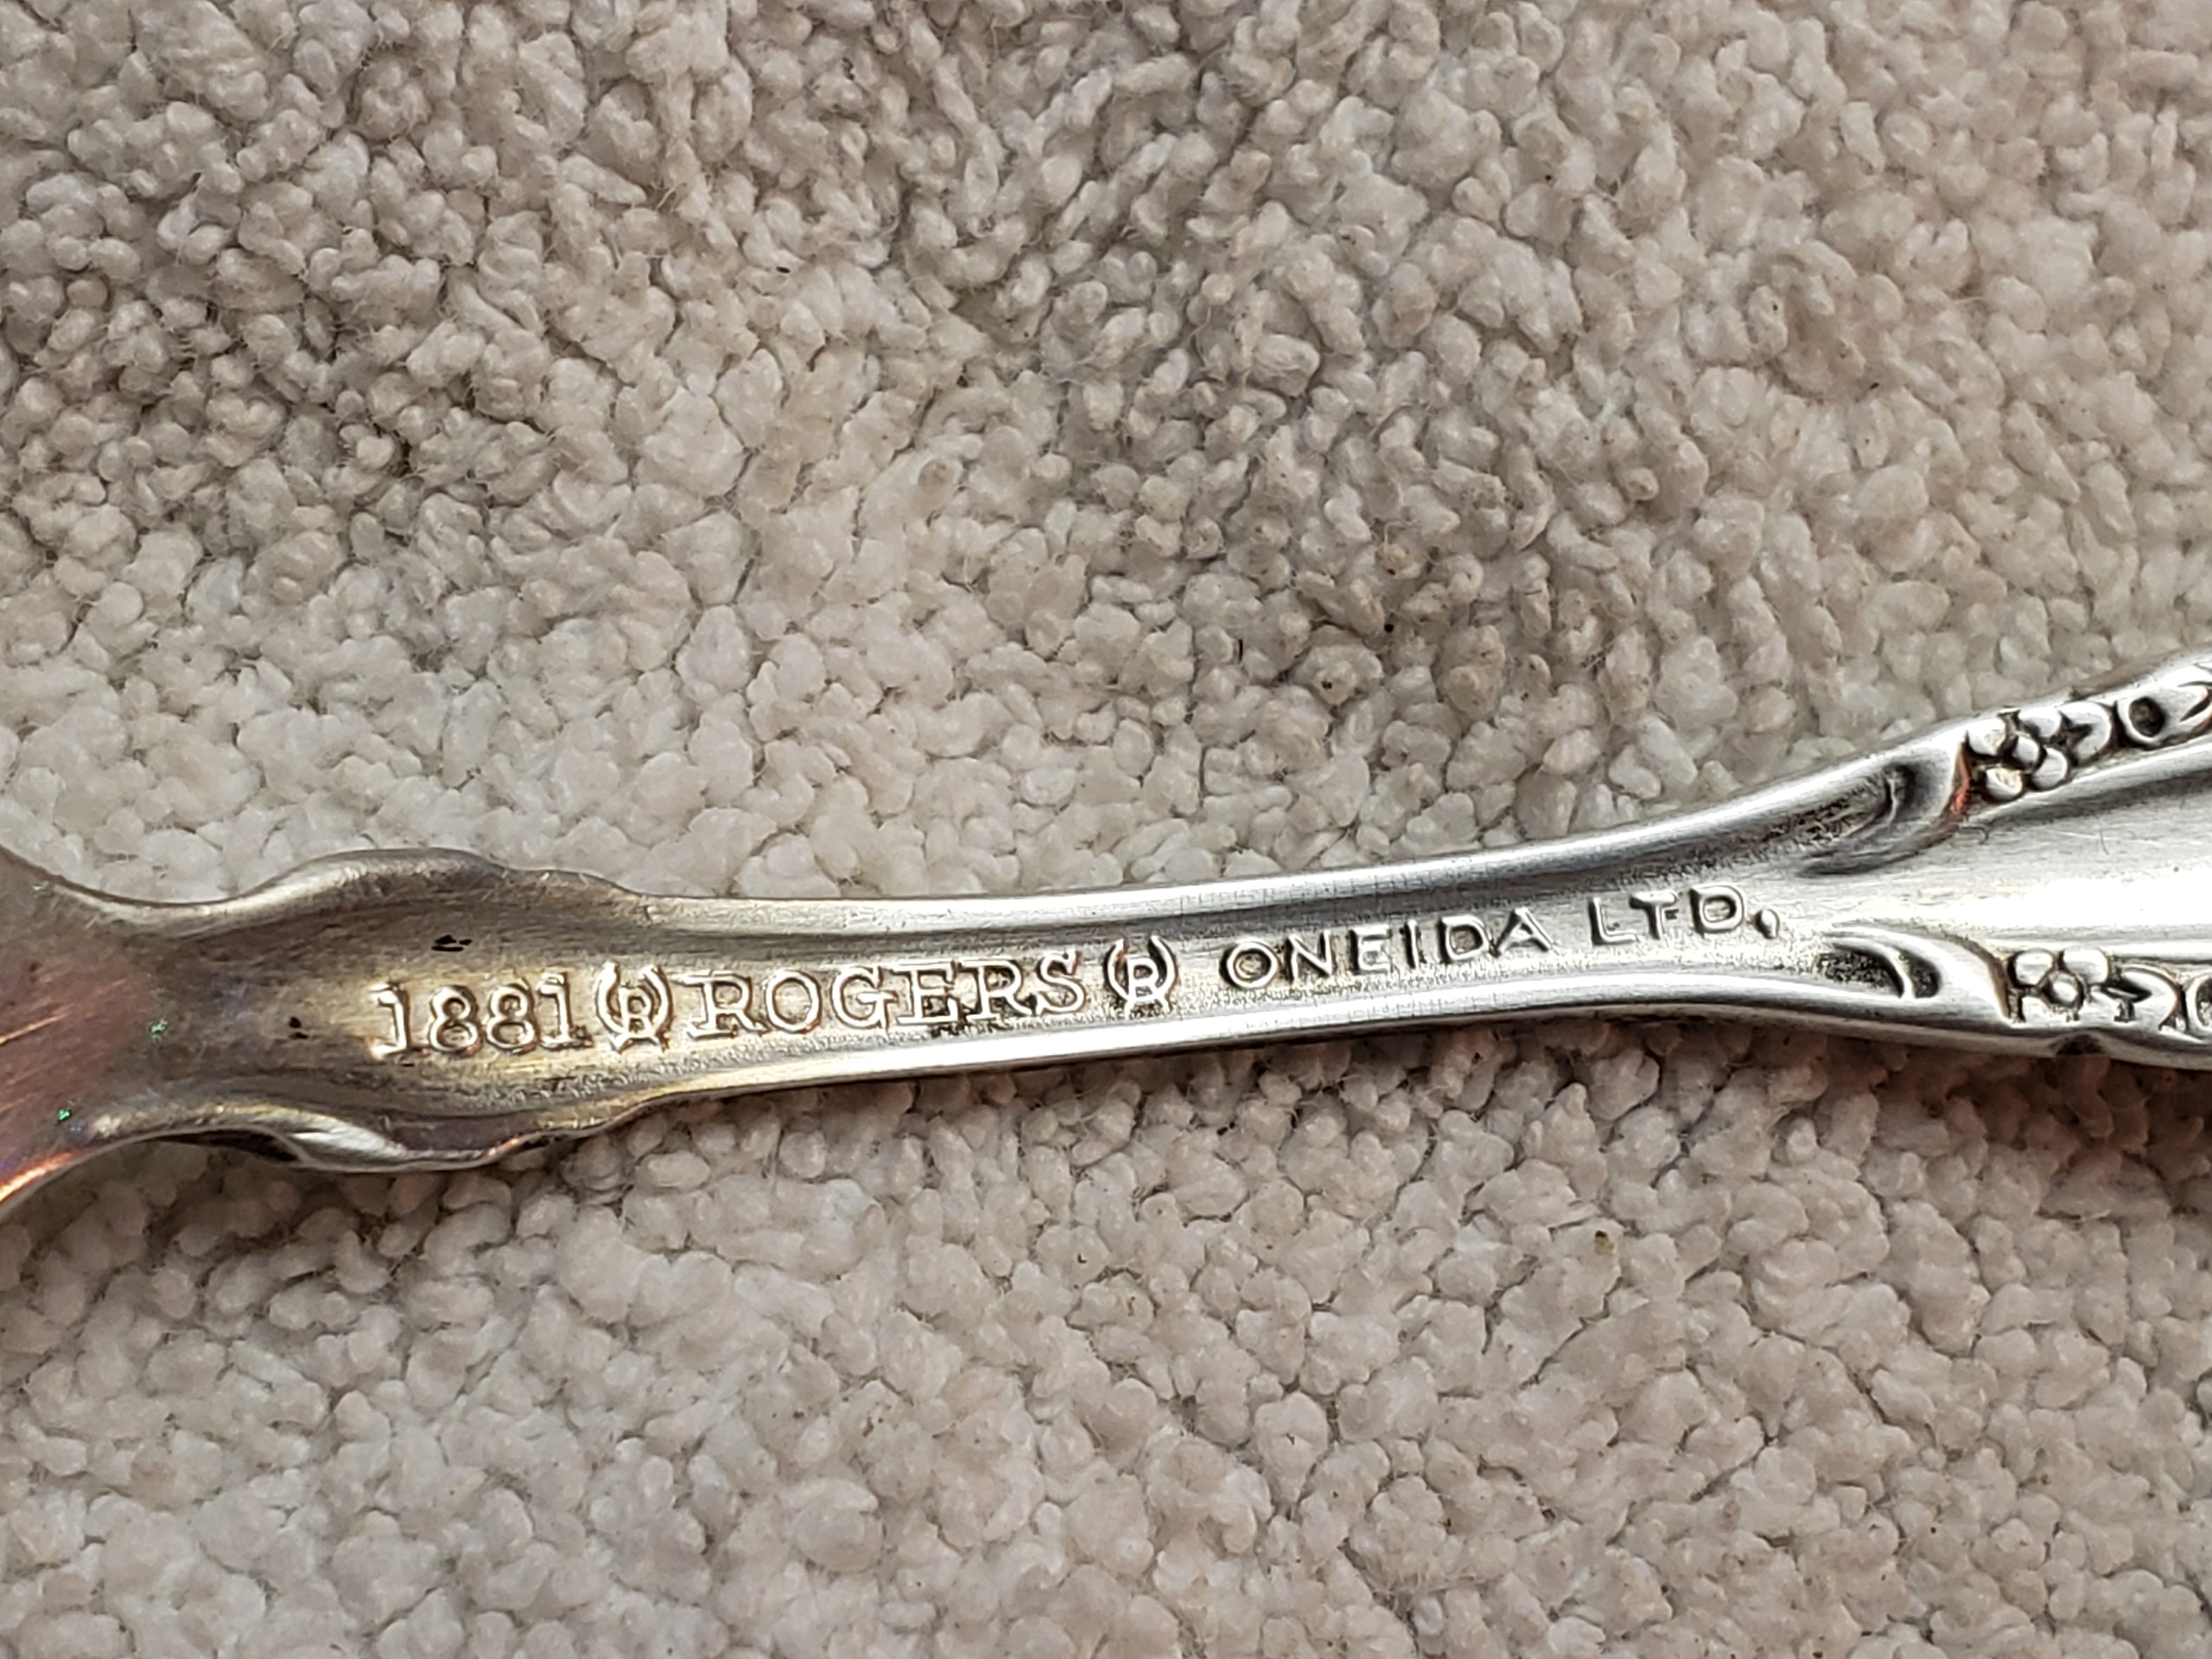 1881 ® ROGERS ® ONEIDA LTD.